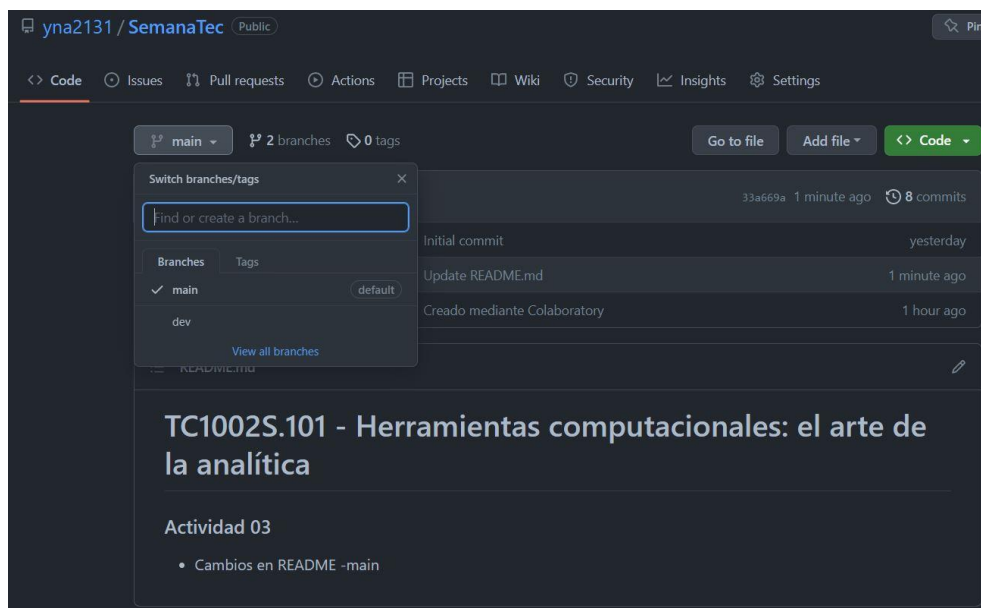 yna2131 / SemanaTec Public Pin
<> Code Issues Pull requests Actions Projects Wiki Security Insights Settings
main 2 branches 0 tags Go to file Add file <> Code
Switch branches/tags
33a669a 1 minute ago 8 commits
Find or create a branch...
Initial commit yesterday
Branches Tags
Update README.md 1 minute ago
main default
Creado mediante Colaboratory 1 hour ago
dev
View all branches
README.md
TC1002S.101 - Herramientas computacionales: el arte de
la analítica
Actividad 03
• Cambios en README -main